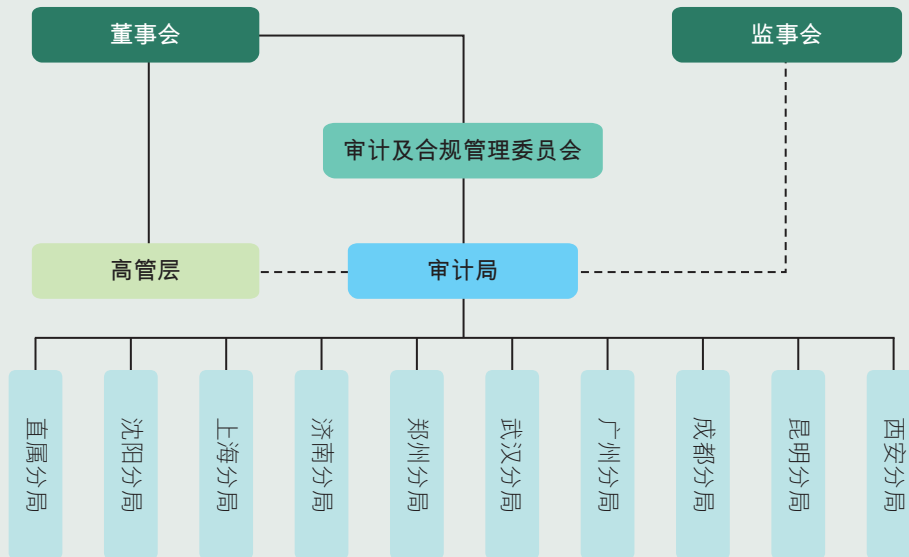 董事会
监事会
审计及合规管理委员会
高管层
审计局
直属分局
沈阳分局
上海分局
济南分局
郑州分局
武汉分局
广州分局
成都分局
昆明分局
西安分局